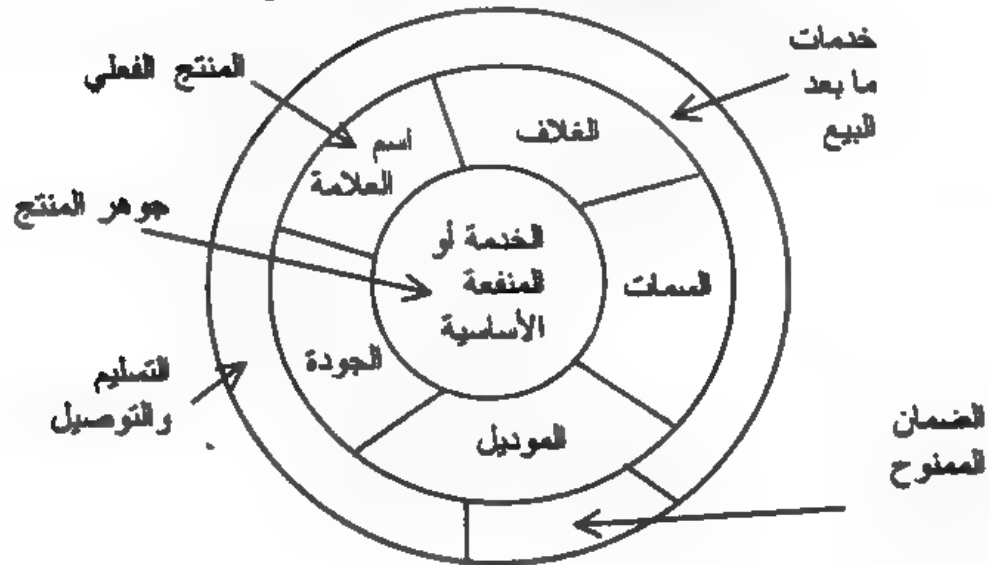 خدمات
ما بعد
البيع
المنتج الفعلي
الغلاف
اسم
العلامة
جوهر المنتج
الخدمة أو
المنفعة
الأساسية
السمات
الجودة
التسليم
والتوصيل
الموديل
الضمان
الممنوح